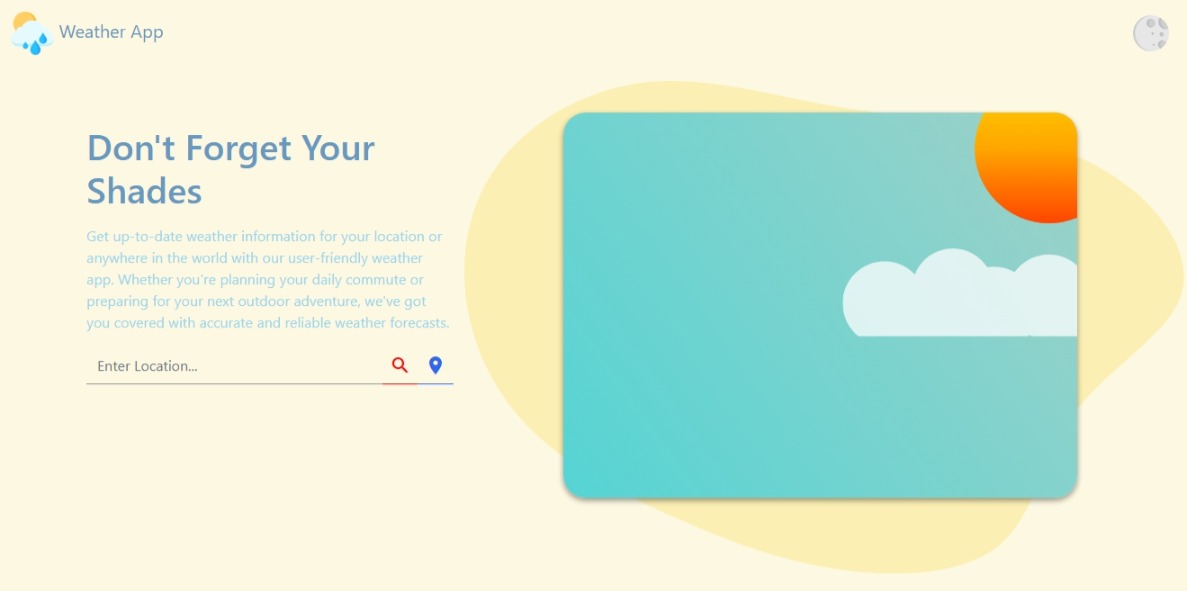 Weather App
Don't Forget Your
Shades
Get up-to-date weather information for your location or
anywhere in the world with our user-friendly weather
app. Whether you're planning your daily commute or
preparing for your next outdoor adventure, we've got
you covered with accurate and reliable weather forecasts.
Enter Location...